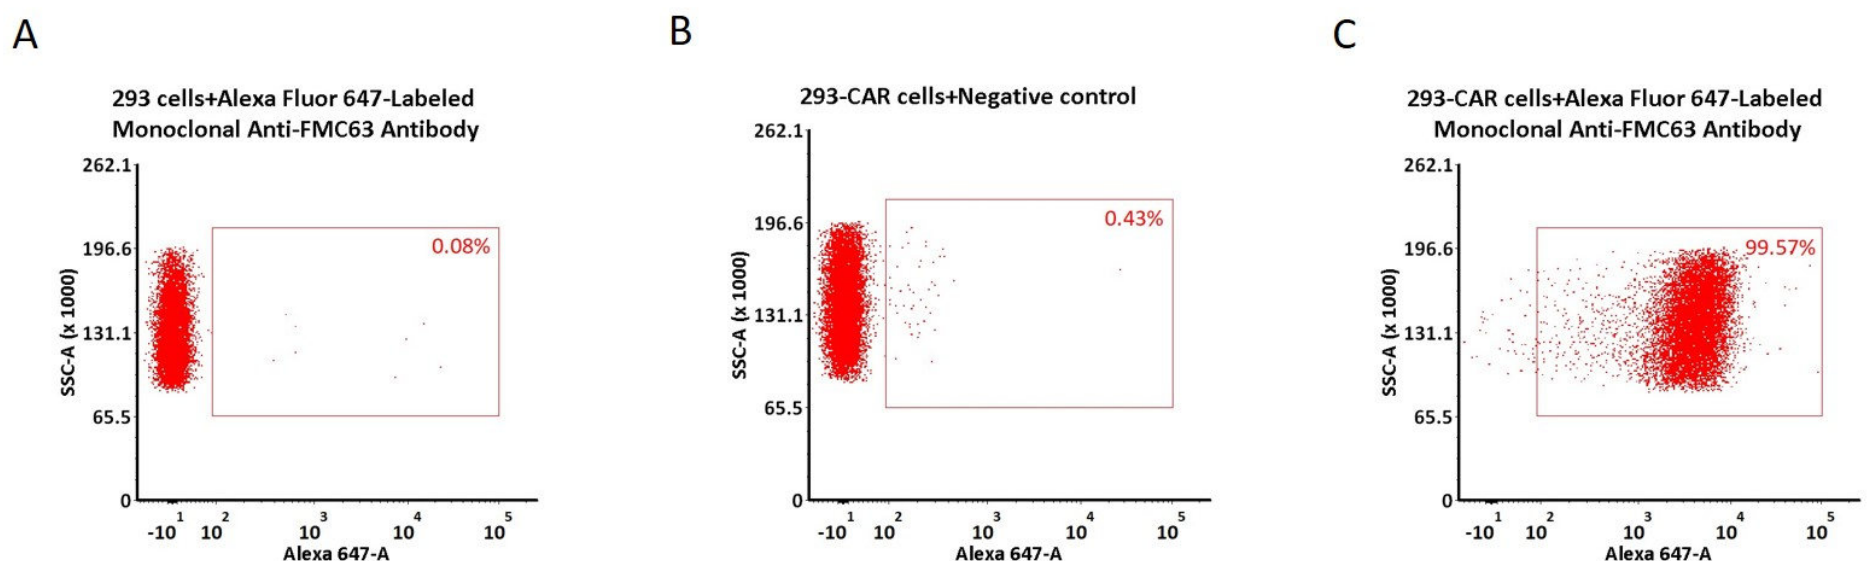 A
293 cells+Alexa Fluor 647-Labeled
Monoclonal Anti-FMC63 Antibody
262.1
196.6
131.1
65.5
0
SSC-A (x 1000)
0.08%
-10 1 10 2 10 3 10 4 10 5
Alexa 647-A
B
293-CAR cells+Negative control
262.1
196.6
131.1
65.5
0
SSC-A (x 1000)
0.43%
-10 1 10 2 10 3 10 4 10 5
Alexa 647-A
C
293-CAR cells+Alexa Fluor 647-Labeled
Monoclonal Anti-FMC63 Antibody
262.1
196.6
131.1
65.5
0
SSC-A (x 1000)
99.57%
-10 1 10 2 10 3 10 4 10 5
Alexa 647-A